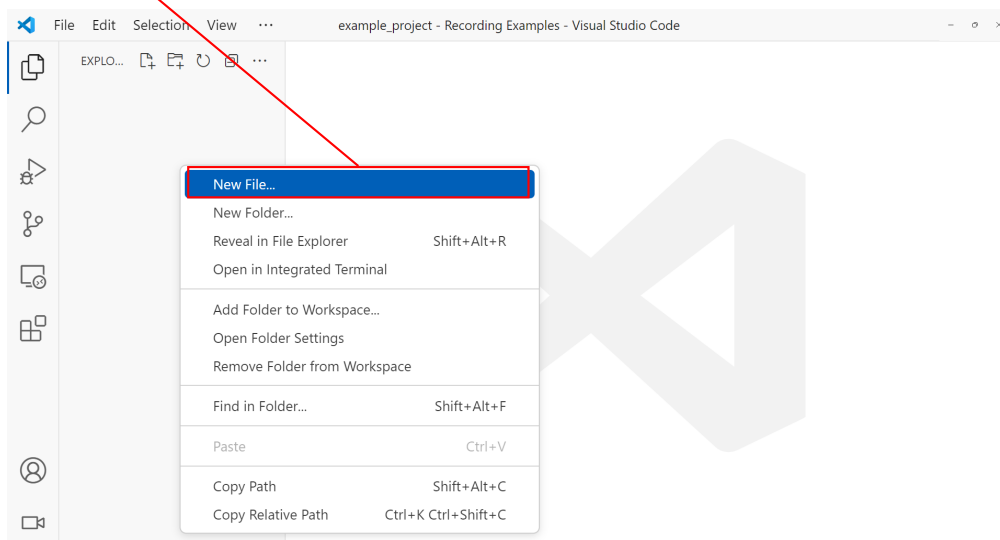 File Edit Selection View ··· example_project - Recording Examples - Visual Studio Code
EXPLO... ···
New File...
New Folder...
Reveal in File Explorer Shift+Alt+R
Open in Integrated Terminal
Add Folder to Workspace...
Open Folder Settings
Remove Folder from Workspace
Find in Folder... Shift+Alt+F
Paste Ctrl+V
Copy Path Shift+Alt+C
Copy Relative Path Ctrl+K Ctrl+Shift+C